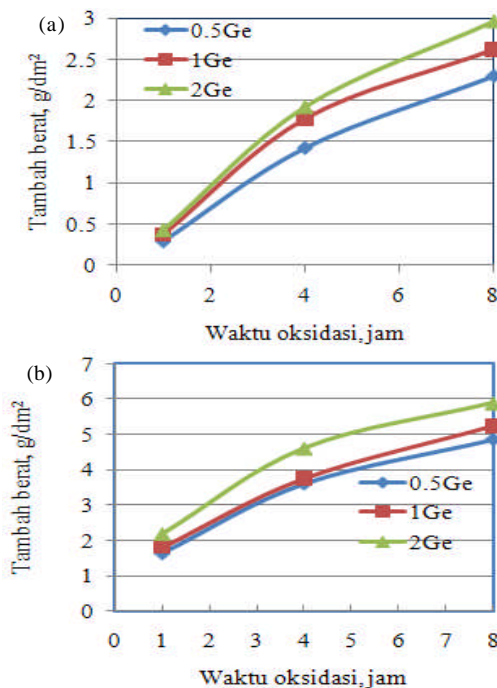 (a)
Tambah berat, g/dm²
3
2.5
2
1.5
1
0.5
0
0.5Ge
1Ge
2Ge
0 2 4 6 8
Waktu oksidasi, jam
(b)
Tambah berat, g/dm²
7
6
5
4
3
2
1
0
0.5Ge
1Ge
2Ge
0 1 2 3 4 5 6 7 8
Waktu oksidasi, jam